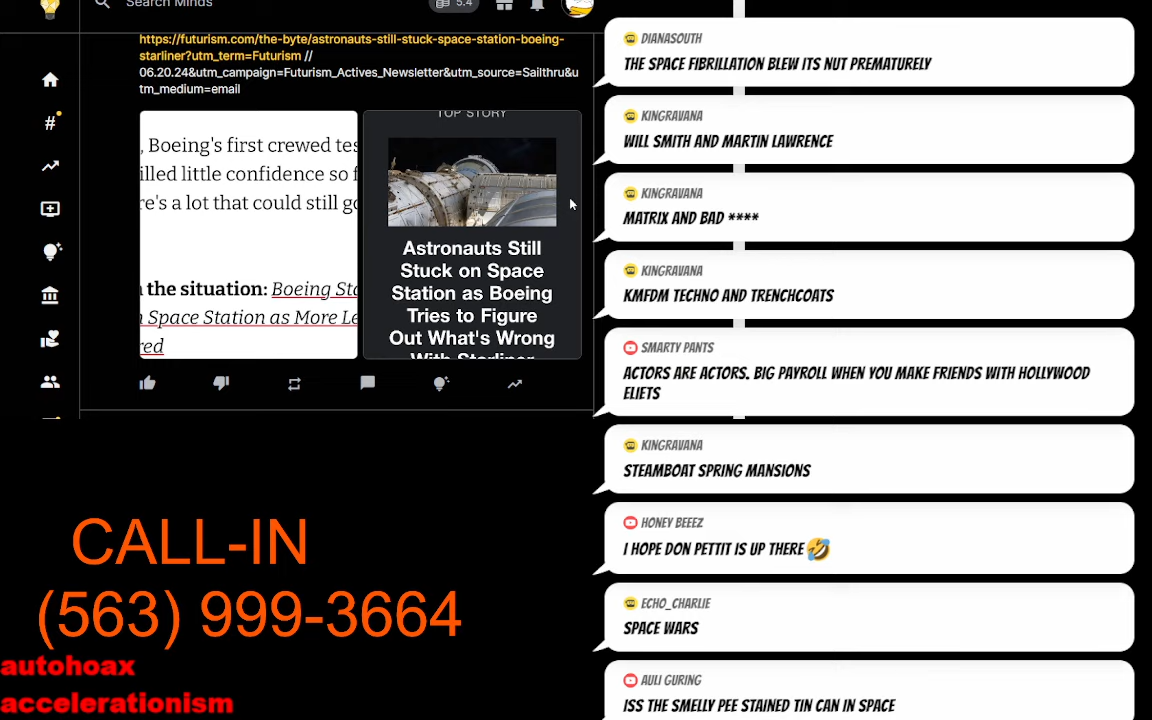 Search Minds
5.4
https://futurism.com/the-byte/astronauts-still-stuck-space-station-boeing-
starliner?utm_term=Futurism //
06.20.24&utm_campaign=Futurism_Actives_Newsletter&utm_source=Sailthru&u
tm_medium=email
, Boeing's first crewed tes
illed little confidence so f
re's a lot that could still go
the situation: Boeing Sta
Space Station as More Le
red
TOP STORY
Astronauts Still
Stuck on Space
Station as Boeing
Tries to Figure
Out What's Wrong
With Starliner
CALL-IN
(563) 999-3664
autohoax
accelerationism
DIANASOUTH
THE SPACE FIBRILLATION BLEW ITS NUT PREMATURELY
KINGRAVANA
WILL SMITH AND MARTIN LAWRENCE
KINGRAVANA
MATRIX AND BAD ****
KINGRAVANA
KMFDM TECHNO AND TRENCHCOATS
SMARTY PANTS
ACTORS ARE ACTORS. BIG PAYROLL WHEN YOU MAKE FRIENDS WITH HOLLYWOOD
ELIETS
KINGRAVANA
STEAMBOAT SPRING MANSIONS
HONEY BEEEZ
I HOPE DON PETTIT IS UP THERE 🤣
ECHO_CHARLIE
SPACE WARS
AULI GURING
ISS THE SMELLY PEE STAINED TIN CAN IN SPACE